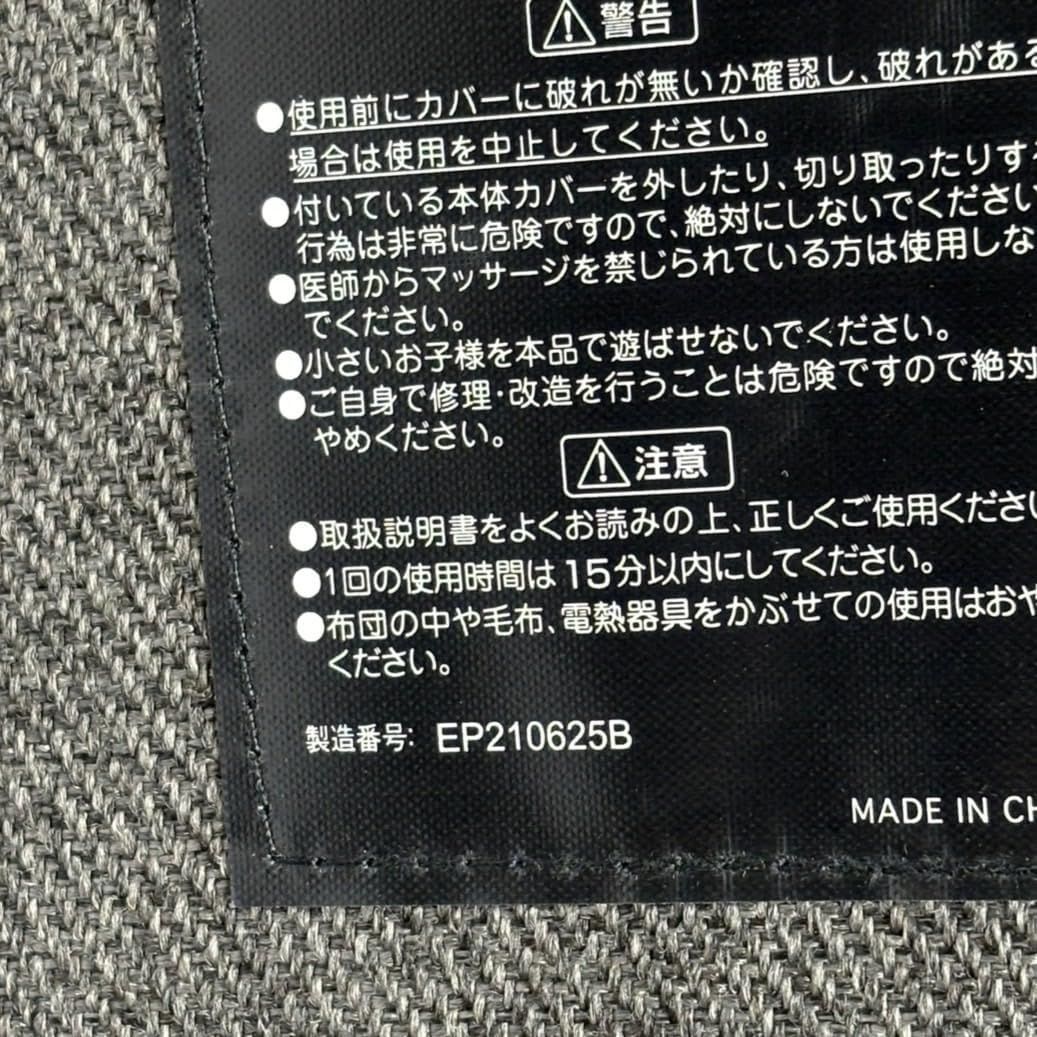 警告
●使用前にカバーに破れが無いか確認し、破れがある
場合は使用を中止してください。
●付いている本体カバーを外したり、切り取ったりする
行為は非常に危険ですので、絶対にしないでください
●医師からマッサージを禁じられている方は使用しな
でください。
●小さいお子様を本品で遊ばせないでください。
●ご自身で修理・改造を行うことは危険ですので絶対
やめください。
注意
●取扱説明書をよくお読みの上、正しくご使用ください
●1回の使用時間は15分以内にしてください。
●布団の中や毛布、電熱器具をかぶせての使用はおや
ください。
製造番号: EP210625B
MADE IN CH